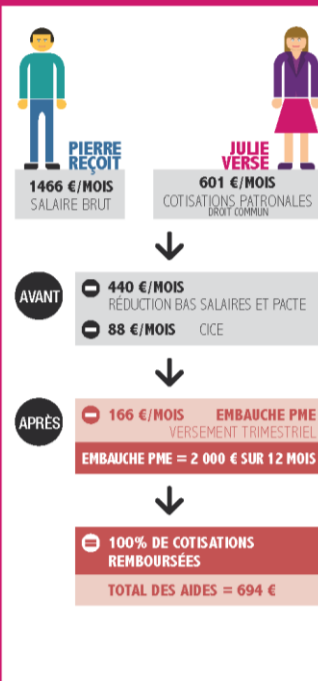 PIERRE
REÇOIT
1466 €/MOIS
SALAIRE BRUT
JULIE
VERSE
601 €/MOIS
COTISATIONS PATRONALES
DROIT COMMUN
AVANT
440 €/MOIS
RÉDUCTION BAS SALAIRES ET PACTE
88 €/MOIS CICE
APRÈS
166 €/MOIS EMBAUCHE PME
VERSEMENT TRIMESTRIEL
EMBAUCHE PME = 2 000 € SUR 12 MOIS
100% DE COTISATIONS
REMBOURSÉES
TOTAL DES AIDES = 694 €